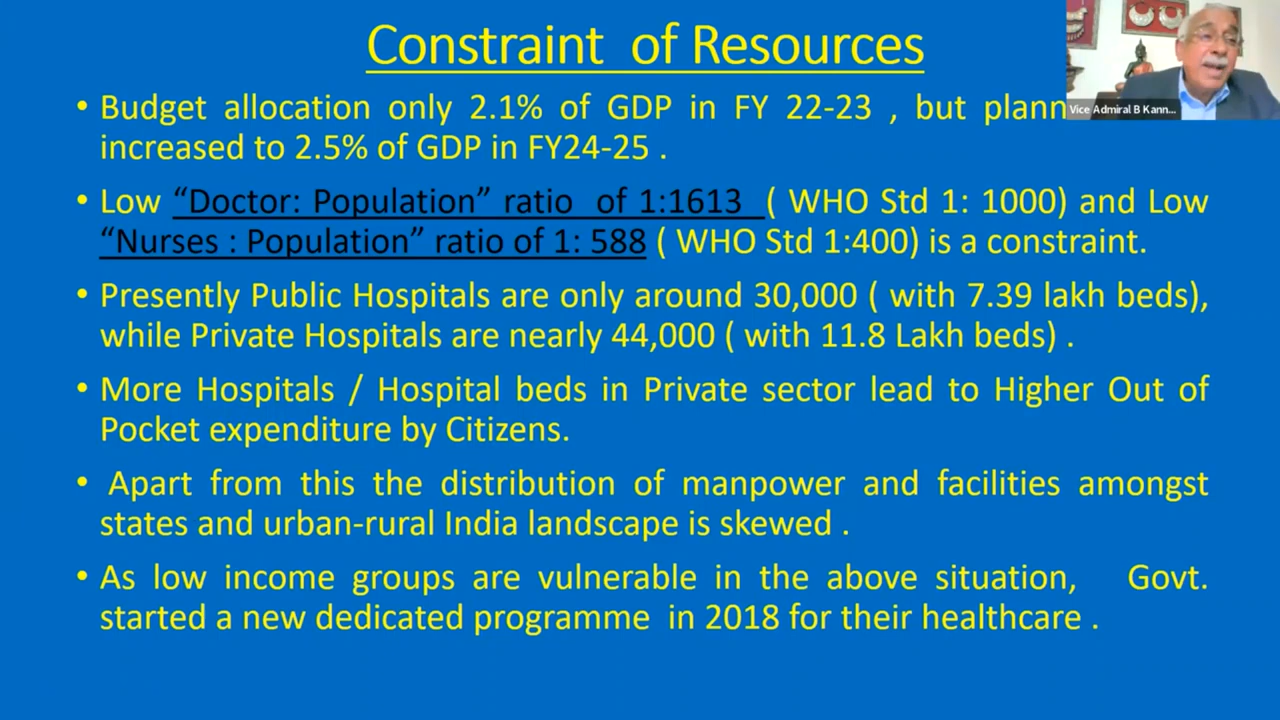 Constraint of Resources
• Budget allocation only 2.1% of GDP in FY 22-23 , but plann
increased to 2.5% of GDP in FY24-25 .
• Low “Doctor: Population” ratio of 1:1613 ( WHO Std 1: 1000) and Low
“Nurses : Population” ratio of 1: 588 ( WHO Std 1:400) is a constraint.
• Presently Public Hospitals are only around 30,000 ( with 7.39 lakh beds),
while Private Hospitals are nearly 44,000 ( with 11.8 Lakh beds) .
• More Hospitals / Hospital beds in Private sector lead to Higher Out of
Pocket expenditure by Citizens.
• Apart from this the distribution of manpower and facilities amongst
states and urban-rural India landscape is skewed .
• As low income groups are vulnerable in the above situation, Govt.
started a new dedicated programme in 2018 for their healthcare .
Vice Admiral B Kann...